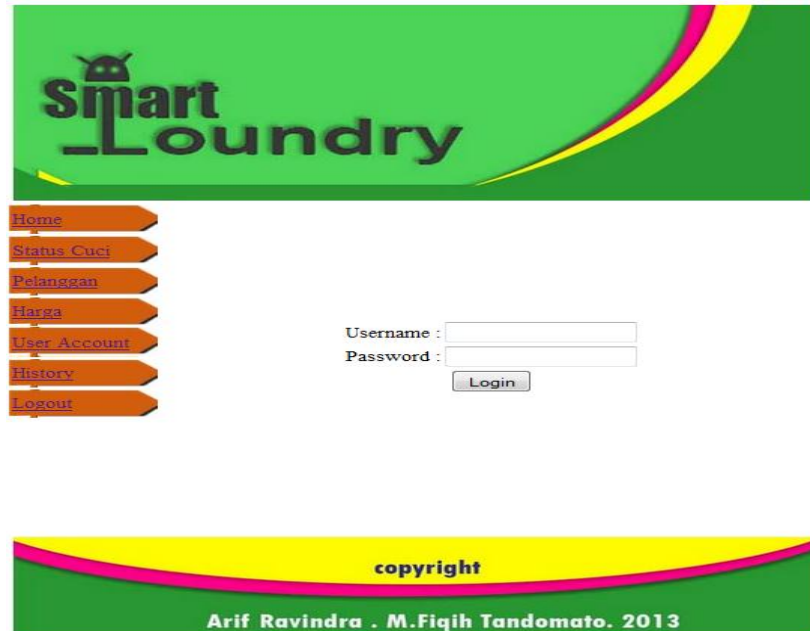 Smart
Loundry
Home
Status Cuci
Pelanggan
Harga
User Account
History
Logout
Username :
Password :
Login
copyright
Arif Ravindra . M.Fiqih Tandomato. 2013